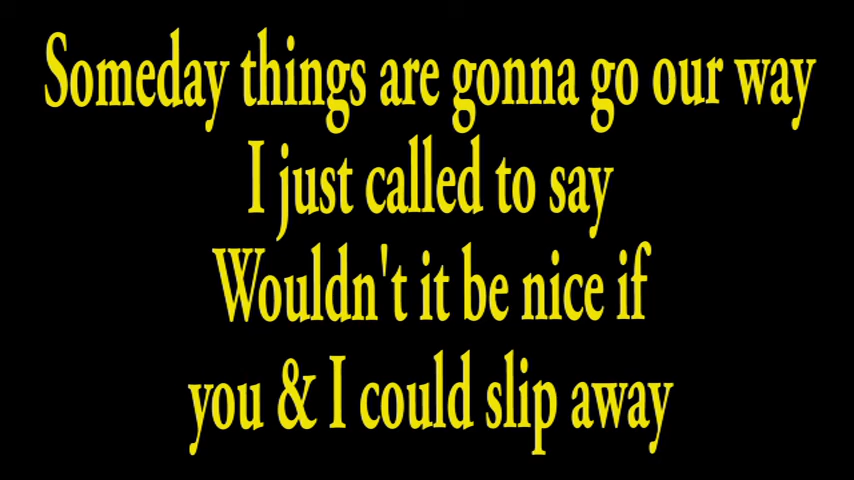 Someday things are gonna go our way
I just called to say
Wouldn't it be nice if
you & I could slip away